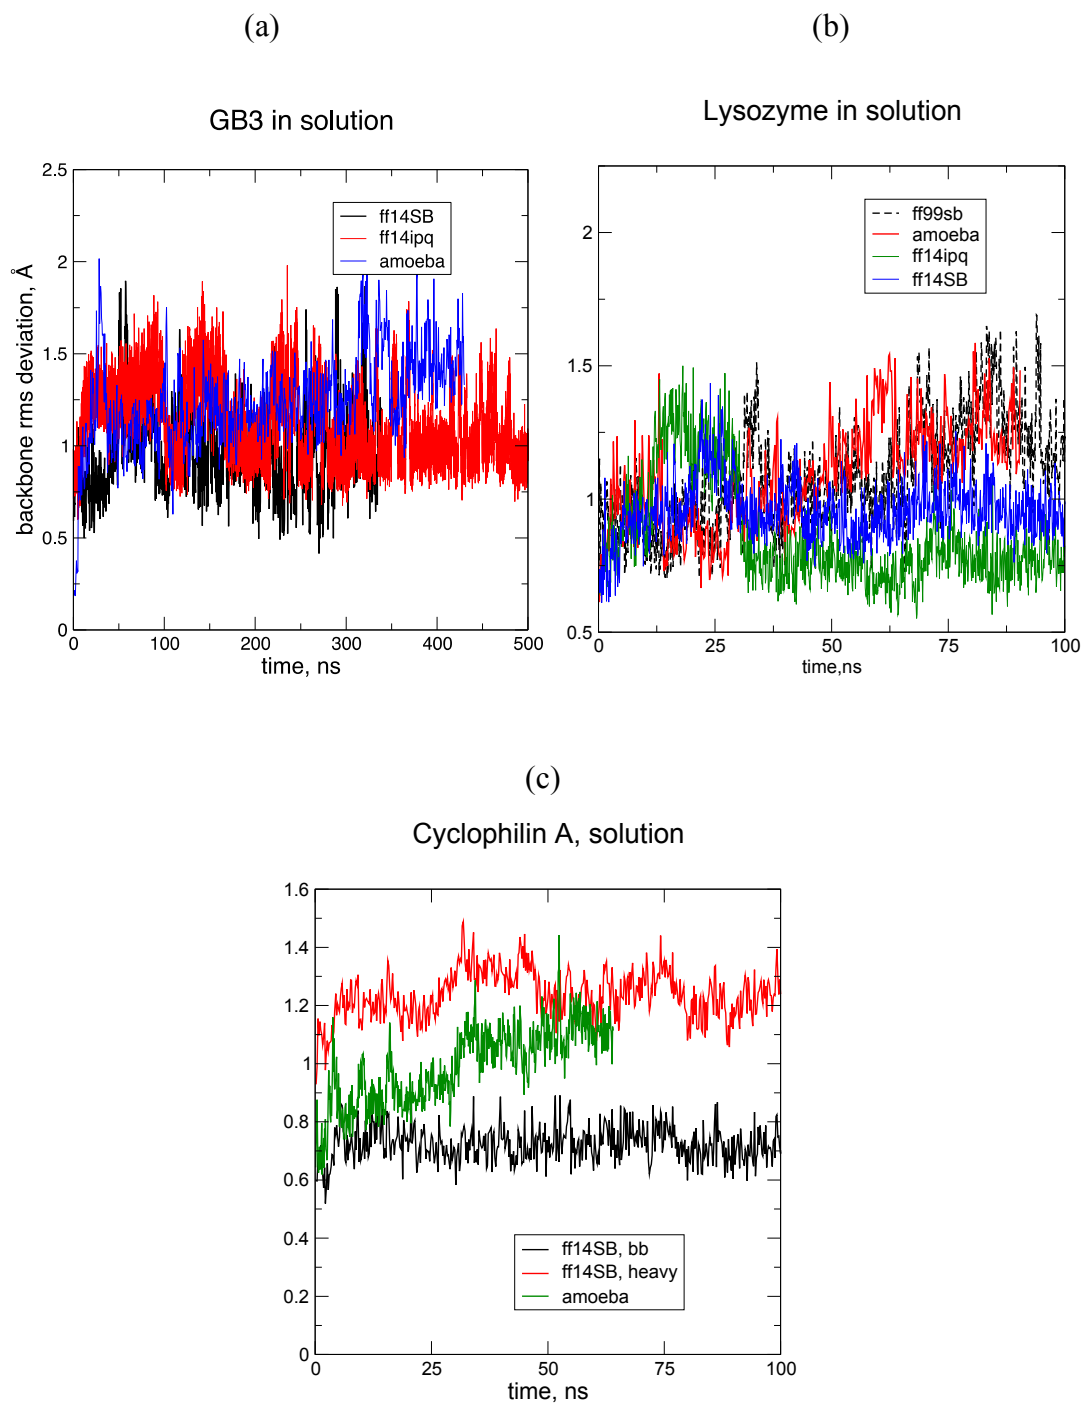 (a)
(b)
GB3 in solution
Lysozyme in solution
backbone rms deviation, Å
2.5
2
1.5
1
0.5
0
ff14SB
ff14ipq
amoeba
0 100 200 300 400 500
time, ns
2
1.5
1
0.5
ff99sb
amoeba
ff14ipq
ff14SB
0 25 50 75 100
time,ns
(c)
Cyclophilin A, solution
1.6
1.4
1.2
1
0.8
0.6
0.4
0.2
0
ff14SB, bb
ff14SB, heavy
amoeba
0 25 50 75 100
time, ns